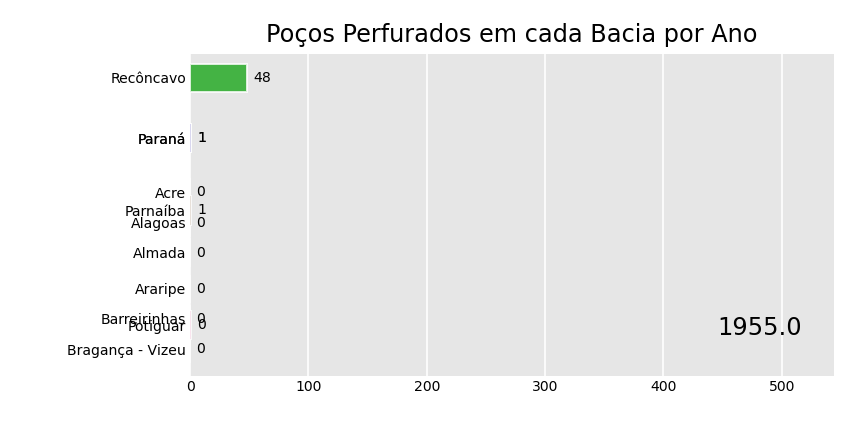 Poços Perfurados em cada Bacia por Ano
Recôncavo 48
Paraná 1
Acre 0
Parnaíba 1
Alagoas 0
Almada 0
Araripe 0
Barreirinhas 0
Potiguar 0
1955.0
Bragança - Vizeu 0
0 100 200 300 400 500